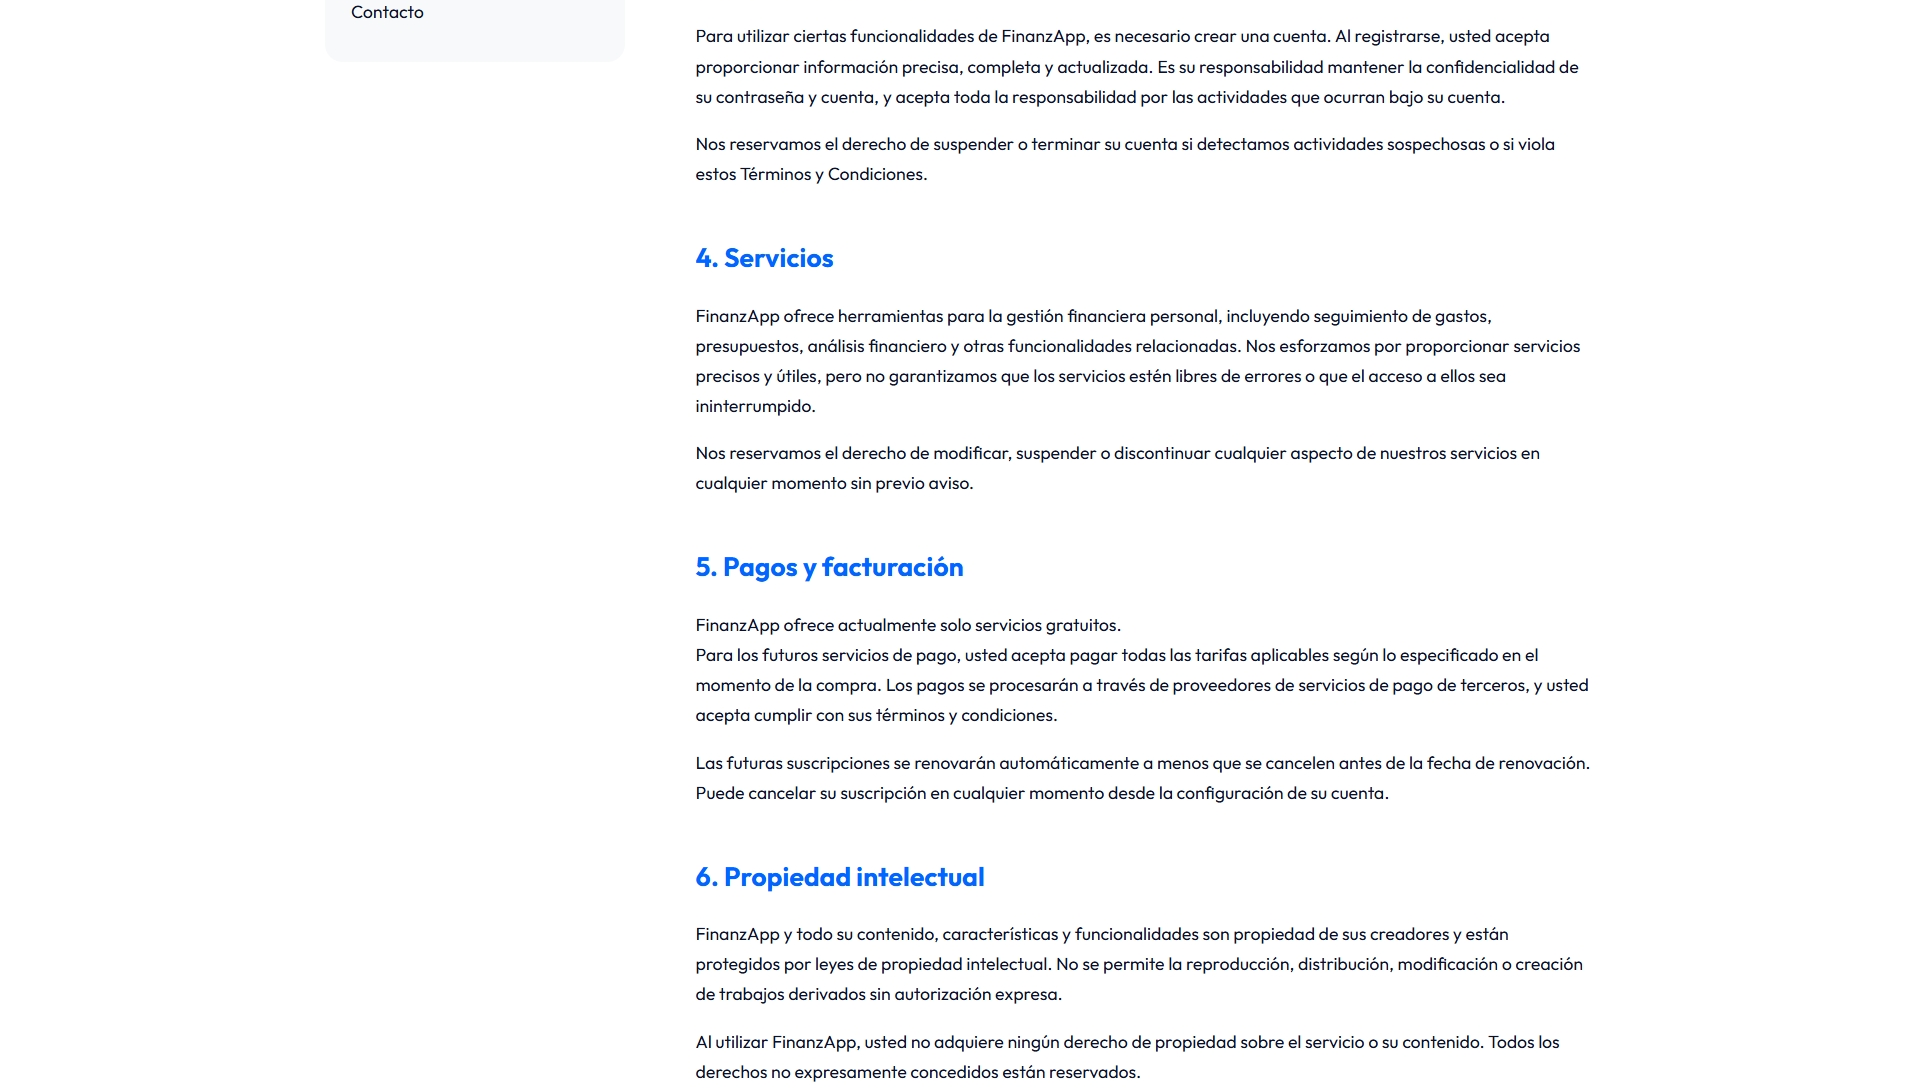 Contacto
Para utilizar ciertas funcionalidades de FinanzApp, es necesario crear una cuenta. Al registrarse, usted acepta
proporcionar información precisa, completa y actualizada. Es su responsabilidad mantener la confidencialidad de
su contraseña y cuenta, y acepta toda la responsabilidad por las actividades que ocurran bajo su cuenta.
Nos reservamos el derecho de suspender o terminar su cuenta si detectamos actividades sospechosas o si viola
estos Términos y Condiciones.
4. Servicios
FinanzApp ofrece herramientas para la gestión financiera personal, incluyendo seguimiento de gastos,
presupuestos, análisis financiero y otras funcionalidades relacionadas. Nos esforzamos por proporcionar servicios
precisos y útiles, pero no garantizamos que los servicios estén libres de errores o que el acceso a ellos sea
ininterrumpido.
Nos reservamos el derecho de modificar, suspender o discontinuar cualquier aspecto de nuestros servicios en
cualquier momento sin previo aviso.
5. Pagos y facturación
FinanzApp ofrece actualmente solo servicios gratuitos.
Para los futuros servicios de pago, usted acepta pagar todas las tarifas aplicables según lo especificado en el
momento de la compra. Los pagos se procesarán a través de proveedores de servicios de pago de terceros, y usted
acepta cumplir con sus términos y condiciones.
Las futuras suscripciones se renovarán automáticamente a menos que se cancelen antes de la fecha de renovación.
Puede cancelar su suscripción en cualquier momento desde la configuración de su cuenta.
6. Propiedad intelectual
FinanzApp y todo su contenido, características y funcionalidades son propiedad de sus creadores y están
protegidos por leyes de propiedad intelectual. No se permite la reproducción, distribución, modificación o creación
de trabajos derivados sin autorización expresa.
Al utilizar FinanzApp, usted no adquiere ningún derecho de propiedad sobre el servicio o su contenido. Todos los
derechos no expresamente concedidos están reservados.